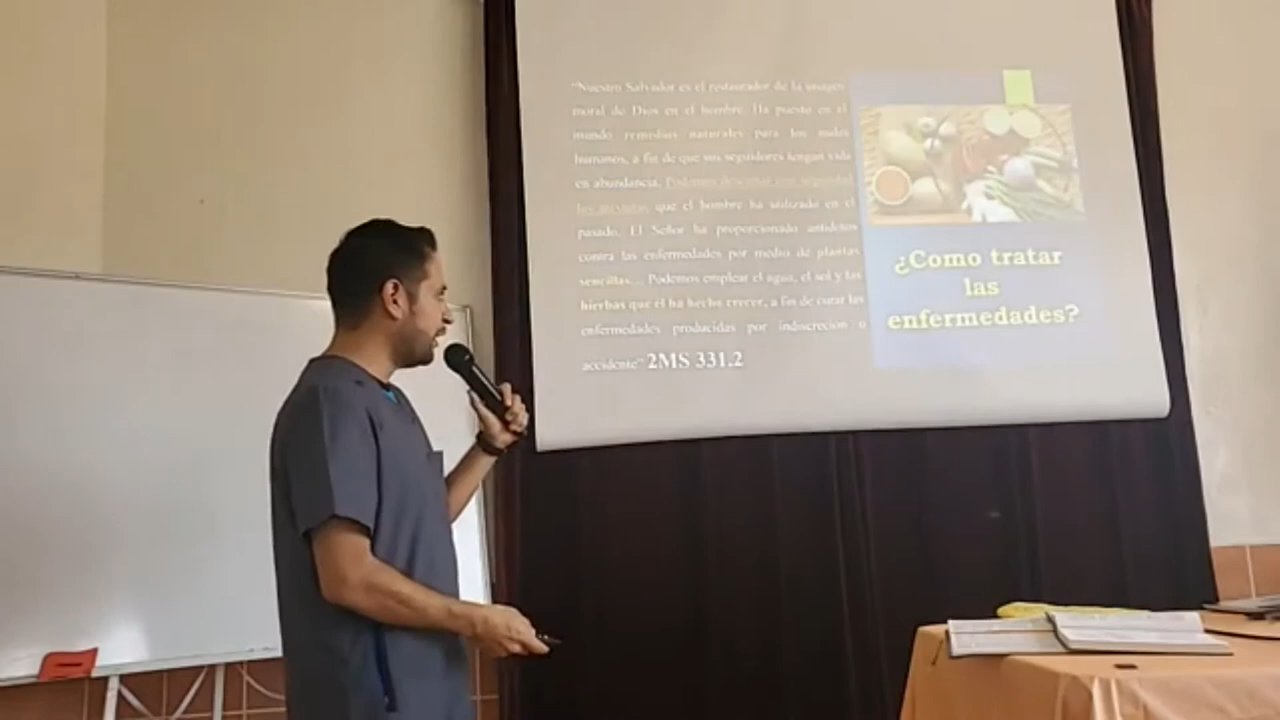 "Nuestro Salvador es el restaurador de la imagen
moral de Dios en el hombre. Ha puesto en el
mundo remedios naturales para los males
humanos, a fin de que sus seguidores tengan vida
en abundancia. Podemos descartar con seguridad
que el hombre ha utilizado en el
pasado. El Señor ha proporcionado antídotos
contra las enfermedades por medio de plantas
sencillas... Podemos emplear el agua, el sol y las
hierbas que él ha hecho crecer, a fin de curar las
enfermedades producidas por indiscreción o
accidente" 2MS 331.2
¿Como tratar
las
enfermedades?